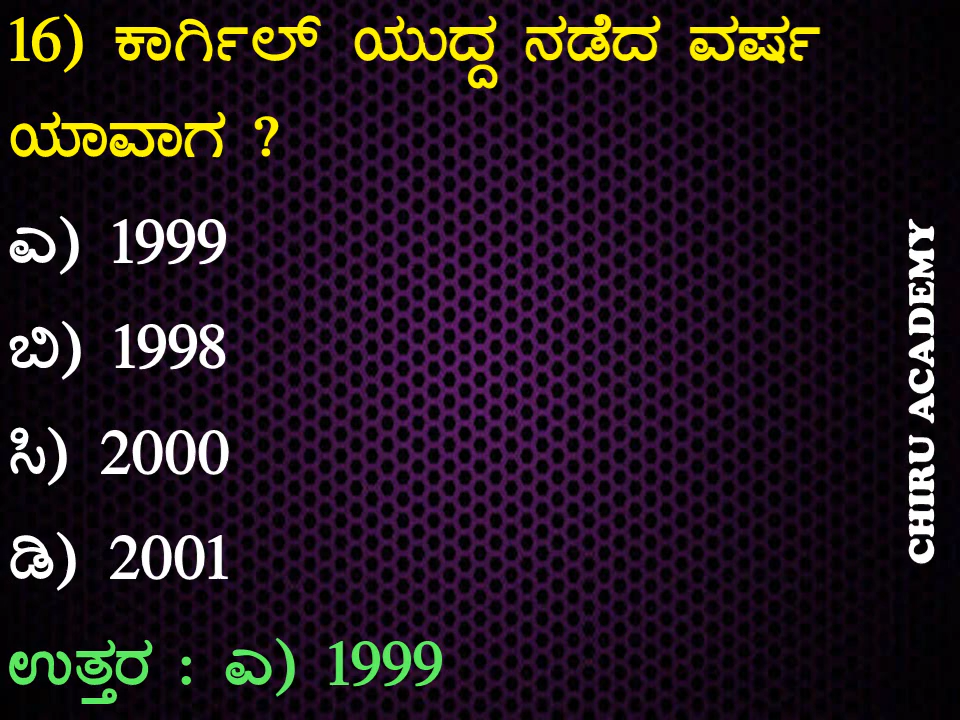 16) ಕಾರ್ಗಿಲ್ ಯುದ್ದ ನಡೆದ ವರ್ಷ
ಯಾವಾಗ ?
ಎ) 1999
ಬಿ) 1998
ಸಿ) 2000
ಡಿ) 2001
ಉತ್ತರ : ಎ) 1999
CHIRU ACADEMY